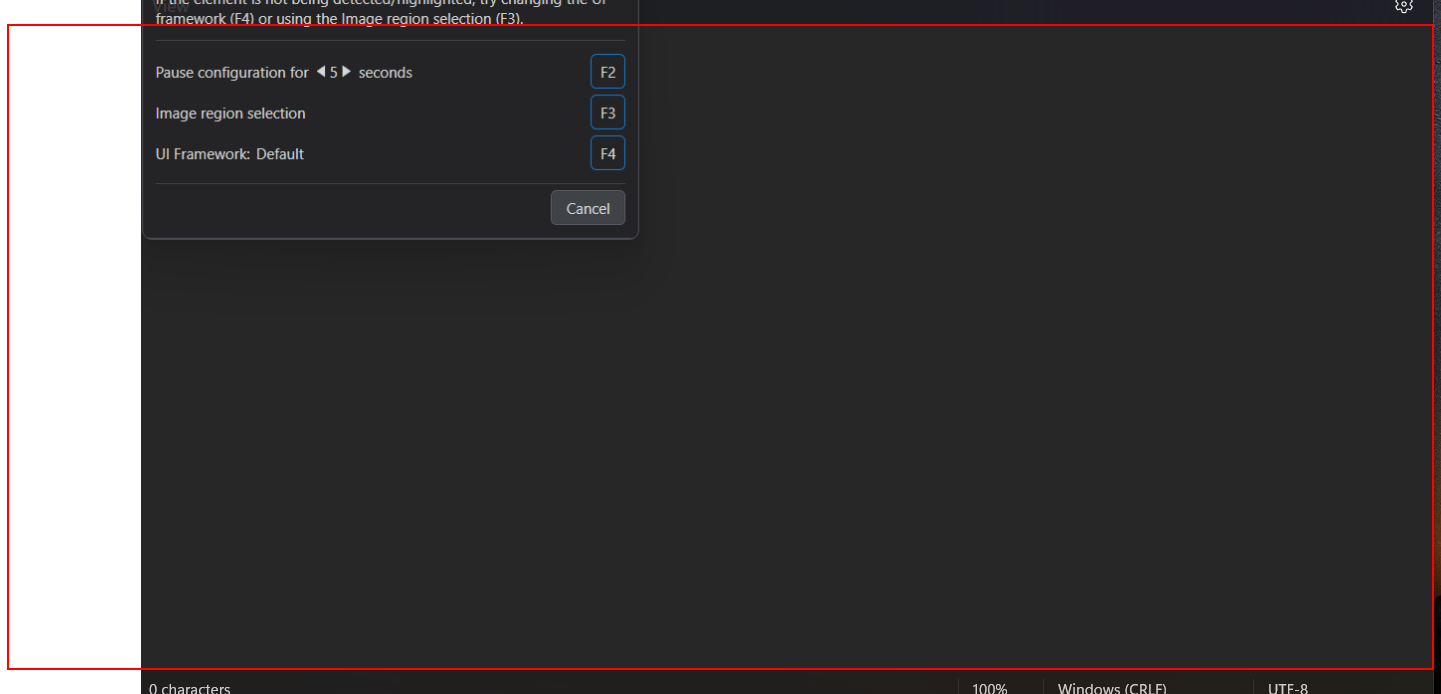 View
If the element is not being detected/highlighted, try changing the UI
framework (F4) or using the Image region selection (F3).
Pause configuration for 5 seconds
F2
Image region selection
F3
UI Framework: Default
F4
Cancel
0 characters
100%
Windows (CRLF)
UTF-8